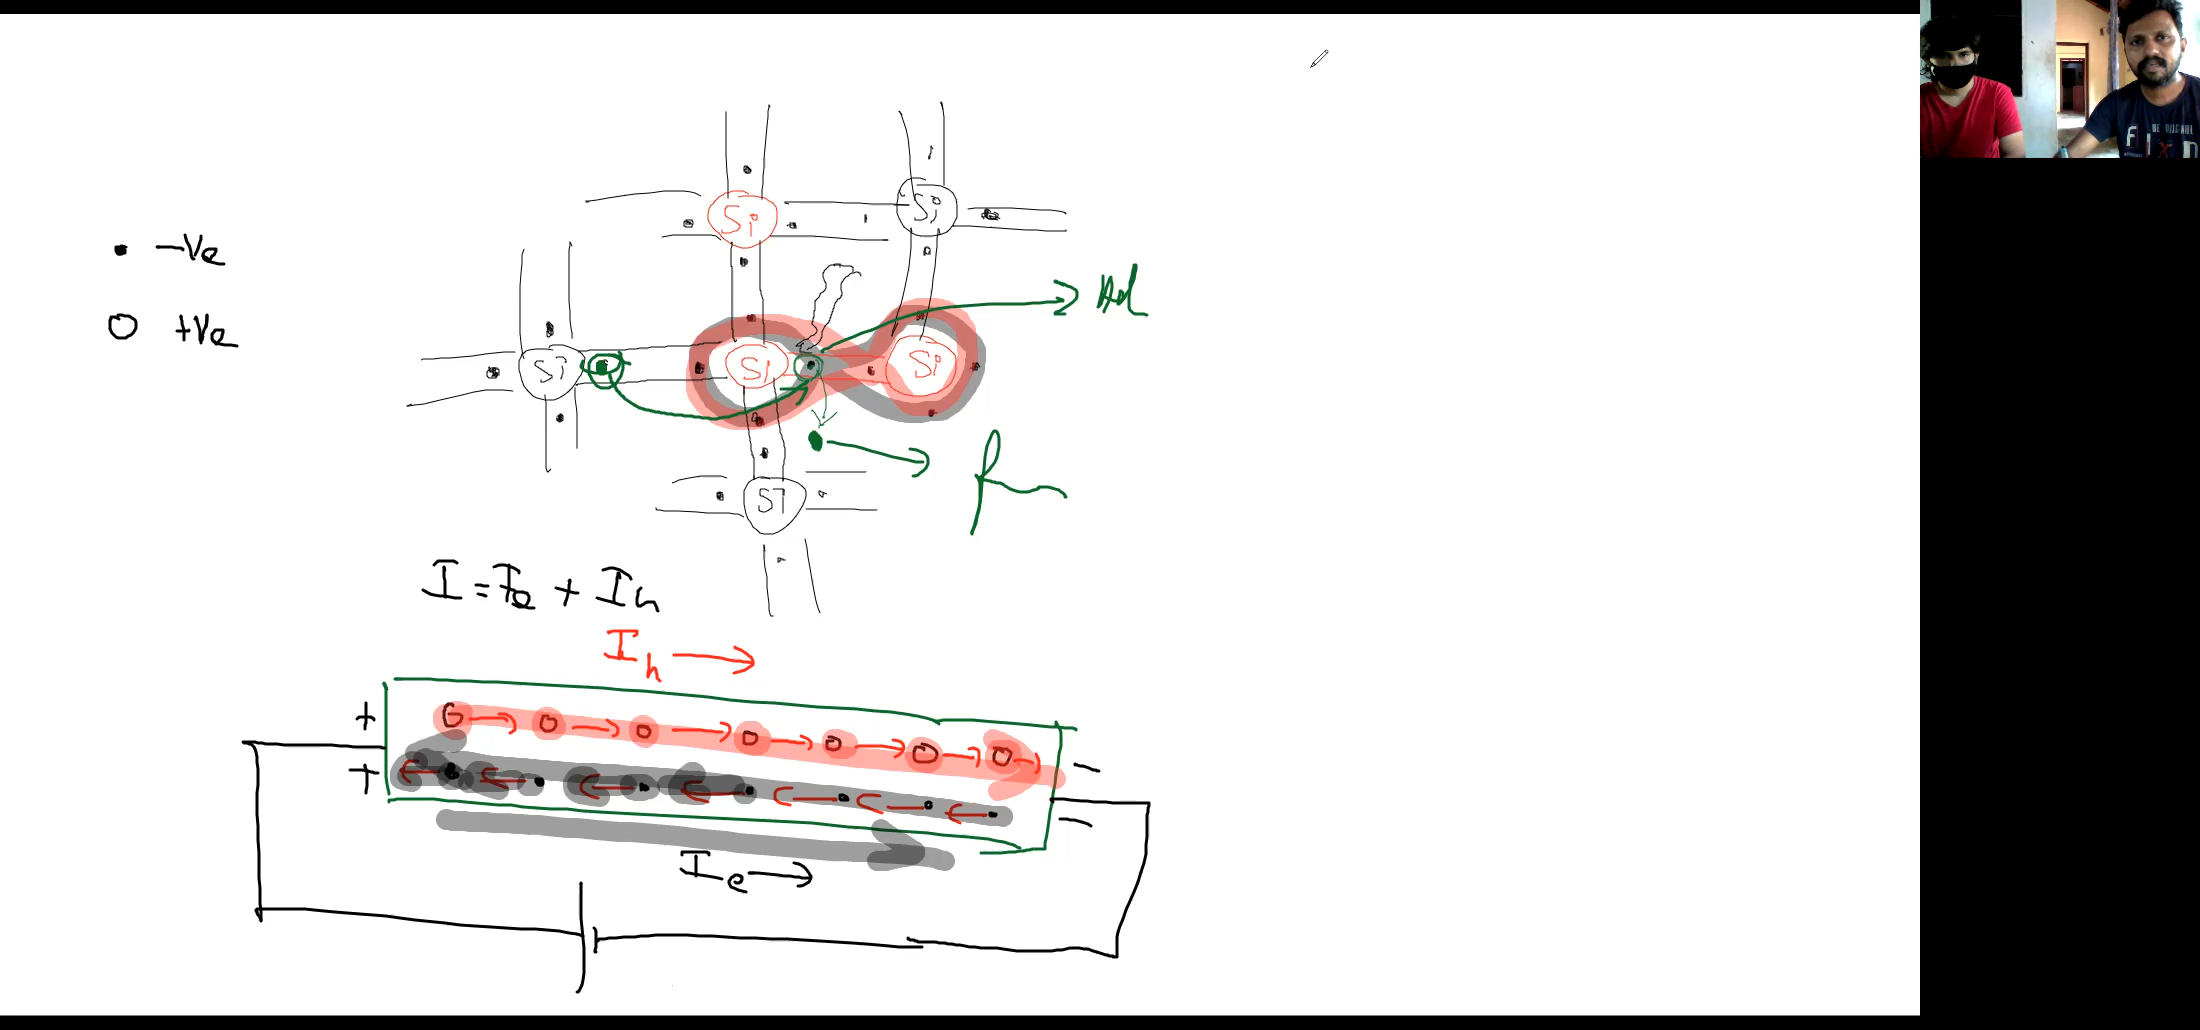 Si Si
• -Ve
O +Ve
Si Si Si
Si
I = Ie + Ih
Ih →
+ -
+ -
Ie →